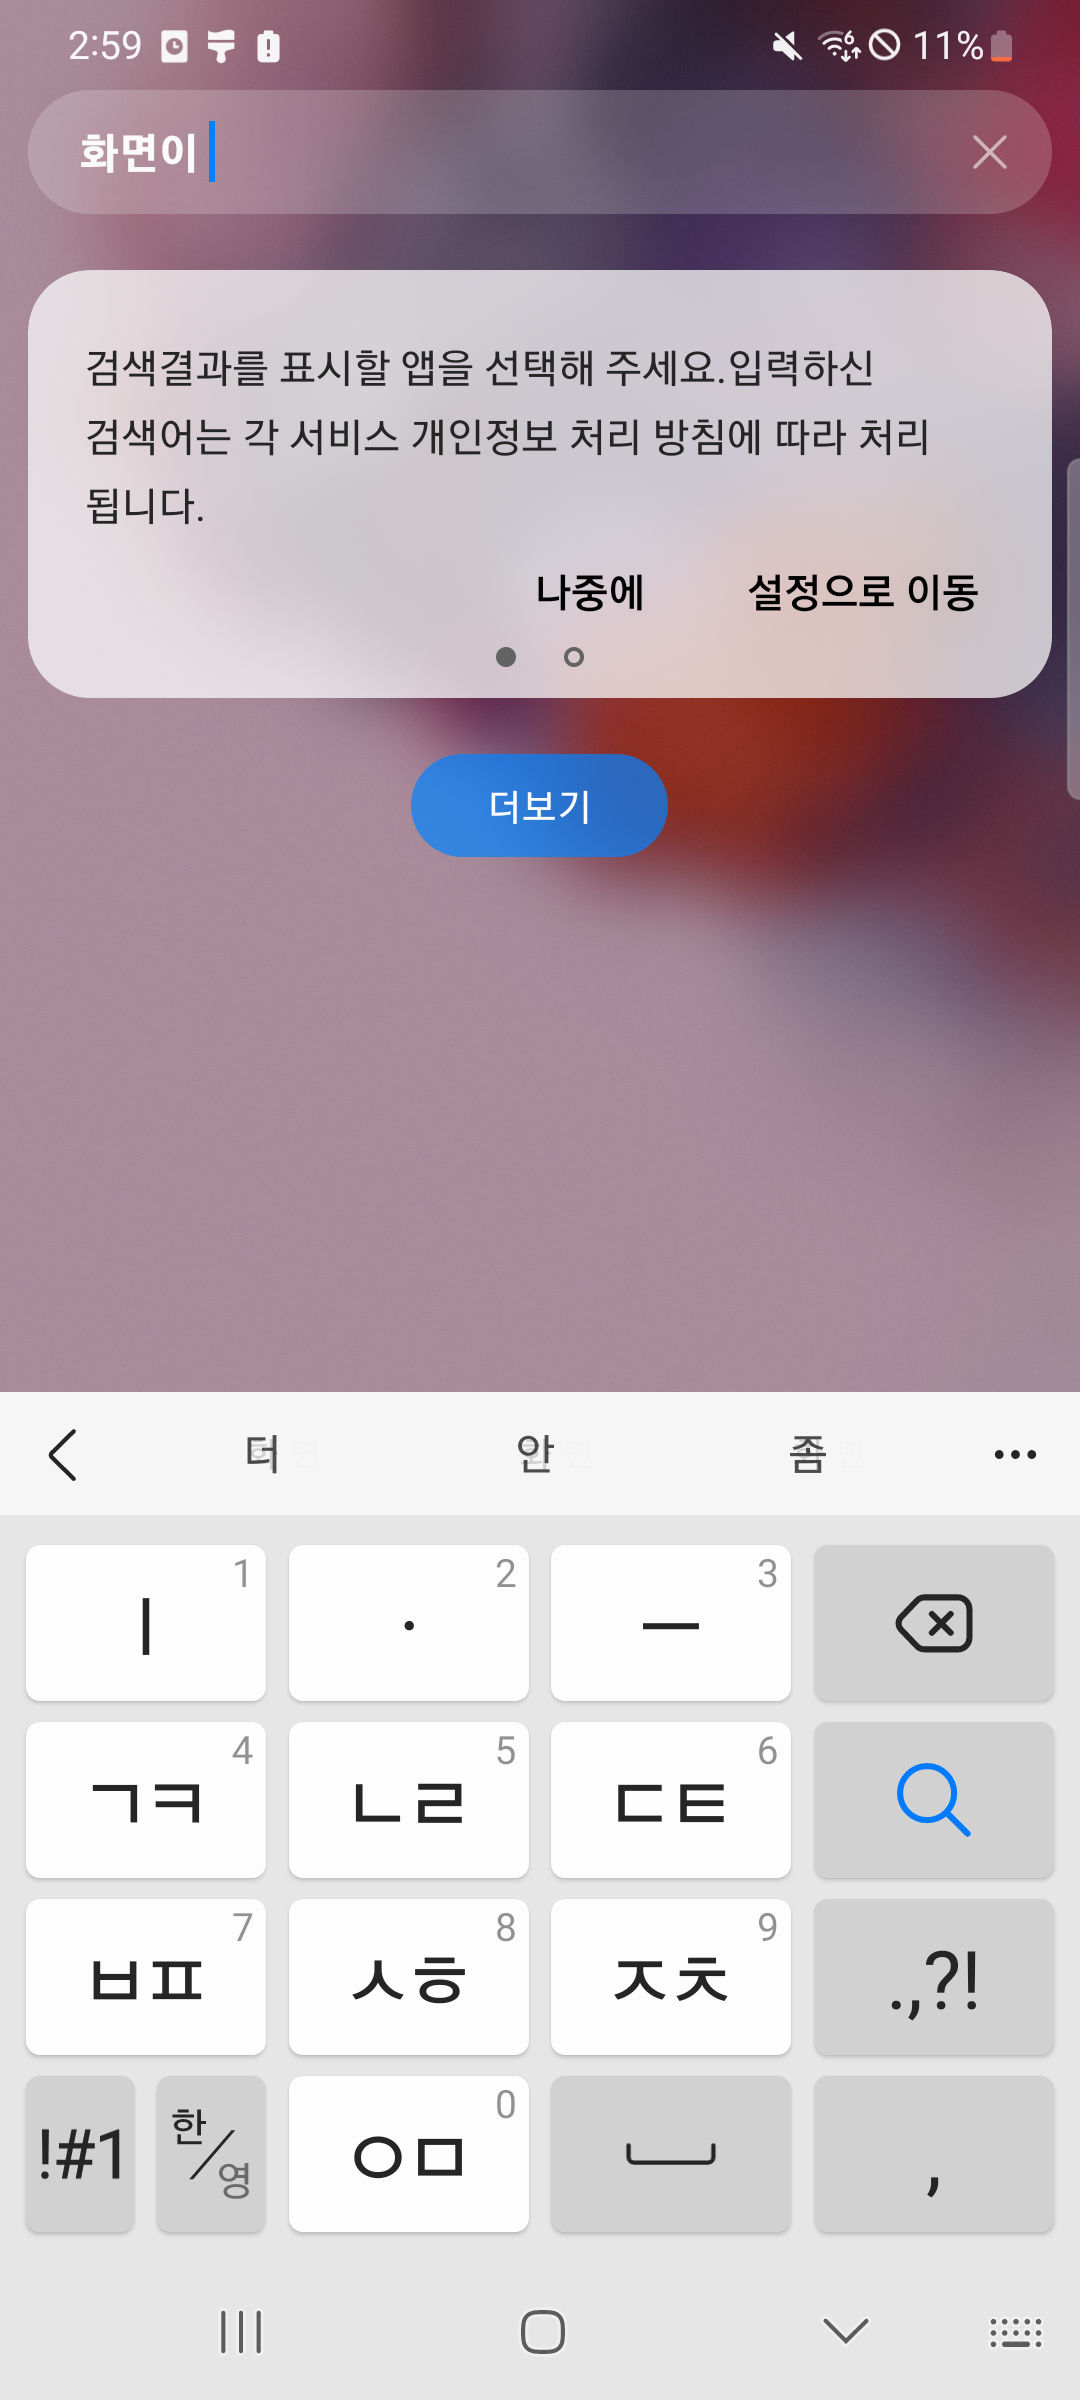 2:59 11%
화면이
검색결과를 표시할 앱을 선택해 주세요.입력하신
검색어는 각 서비스 개인정보 처리 방침에 따라 처리
됩니다.
나중에 설정으로 이동
더보기
더 안 좀 •••
1 2 3
ㅣ · ㅡ
4 5 6
ㄱㅋ ㄴㄹ ㄷㅌ
7 8 9
ㅂㅍ ㅅㅎ ㅈㅊ .,?!
0
!#1 한/영 ㅇㅁ ,